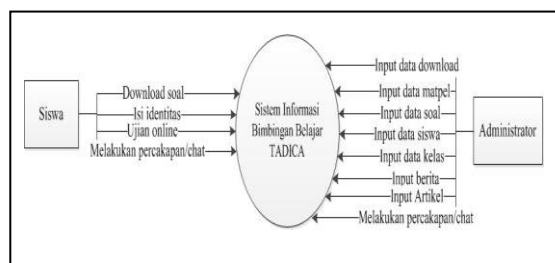 Siswa
Download soal
Isi identitas
Ujian online
Melakukan percakapan/chat
Sistem Informasi
Bimbingan Belajar
TADICA
Input data download
Input data matpel
Input data soal
Input data siswa
Input data kelas
Input berita
Input Artikel
Melakukan percakapan/chat
Administrator